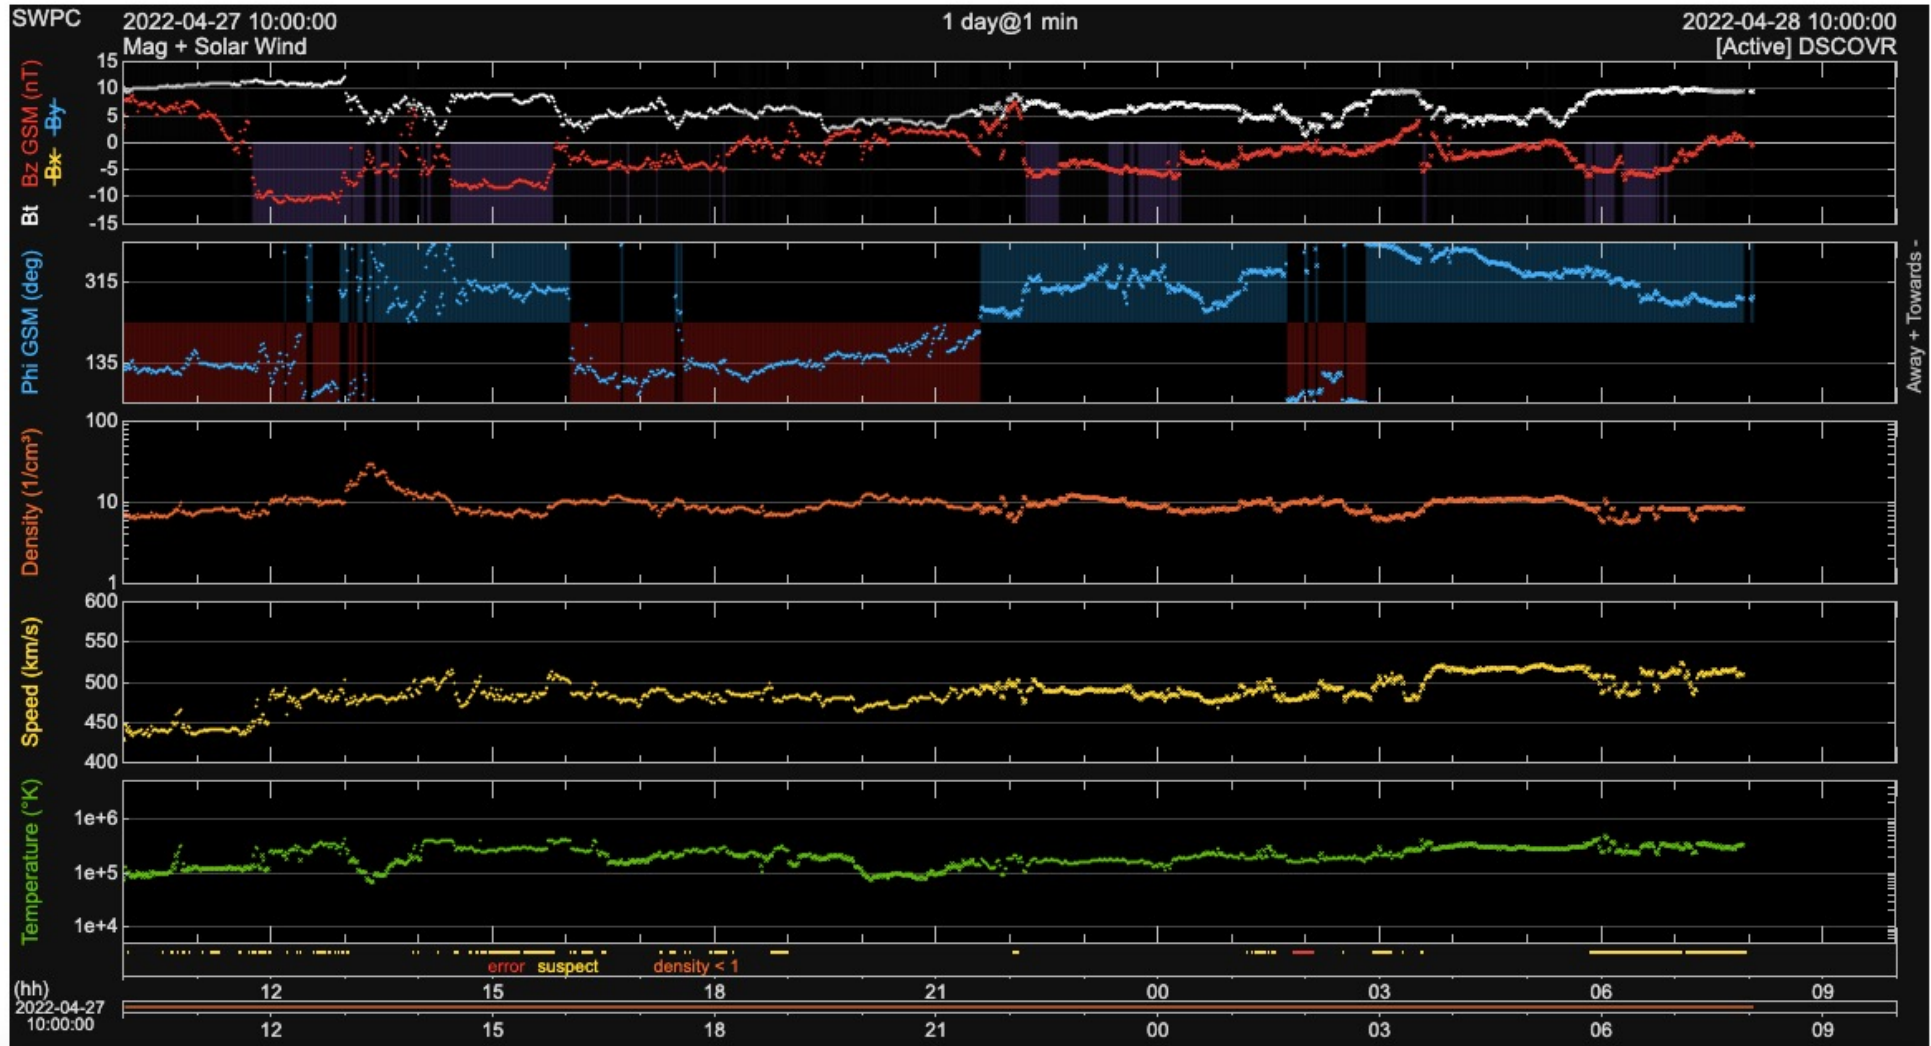 SWPC
2022-04-27 10:00:00
1 day@1 min
2022-04-28 10:00:00
Mag + Solar Wind
[Active] DSCOVR
Bt Bz GSM (nT)
Bx By
15
10
5
0
-5
-10
-15
Phi GSM (deg)
315
135
Away + Towards -
Density (1/cm³)
100
10
1
Speed (km/s)
600
550
500
450
400
Temperature (°K)
1e+6
1e+5
1e+4
error suspect density < 1
(hh)
12 15 18 21 00 03 06 09
2022-04-27
10:00:00
12 15 18 21 00 03 06 09